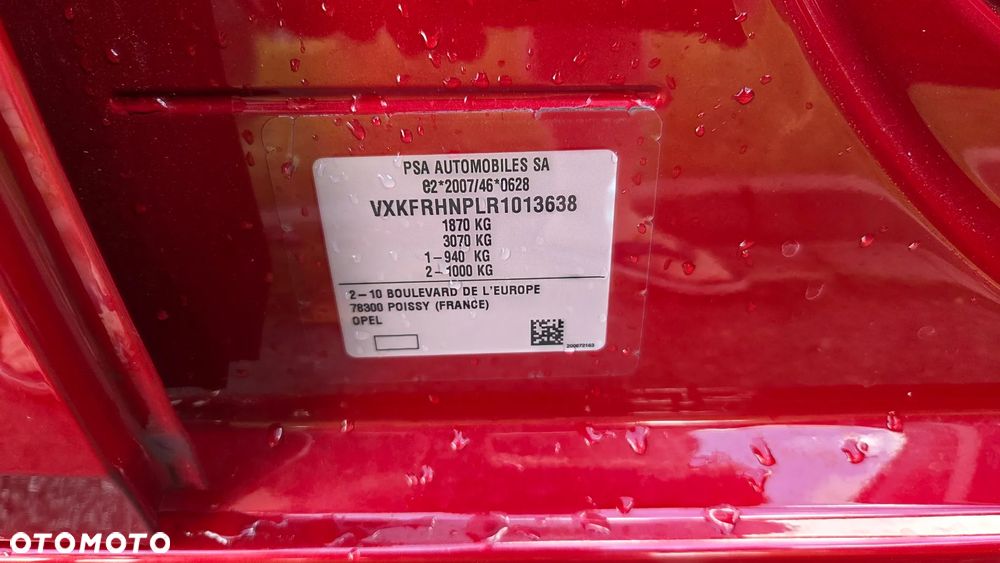 PSA AUTOMOBILES SA
e2*2007/46*0628
VXKFRHNPLR1013638
1870 KG
3070 KG
1-940 KG
2-1000 KG
2-10 BOULEVARD DE L'EUROPE
78300 POISSY (FRANCE)
OPEL
200672163
OTOMOTO